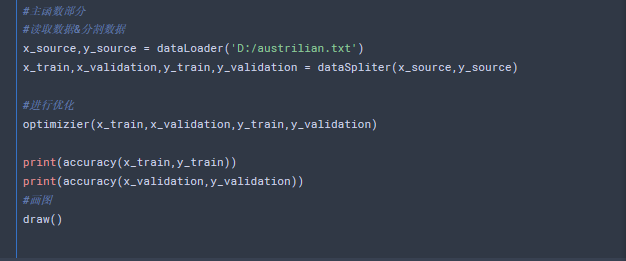 #主函数部分
#读取数据&分割数据
x_source,y_source = dataLoader('D:/austrilian.txt')
x_train,x_validation,y_train,y_validation = dataSpliter(x_source,y_source)
#进行优化
optimizier(x_train,x_validation,y_train,y_validation)
print(accuracy(x_train,y_train))
print(accuracy(x_validation,y_validation))
#画图
draw()